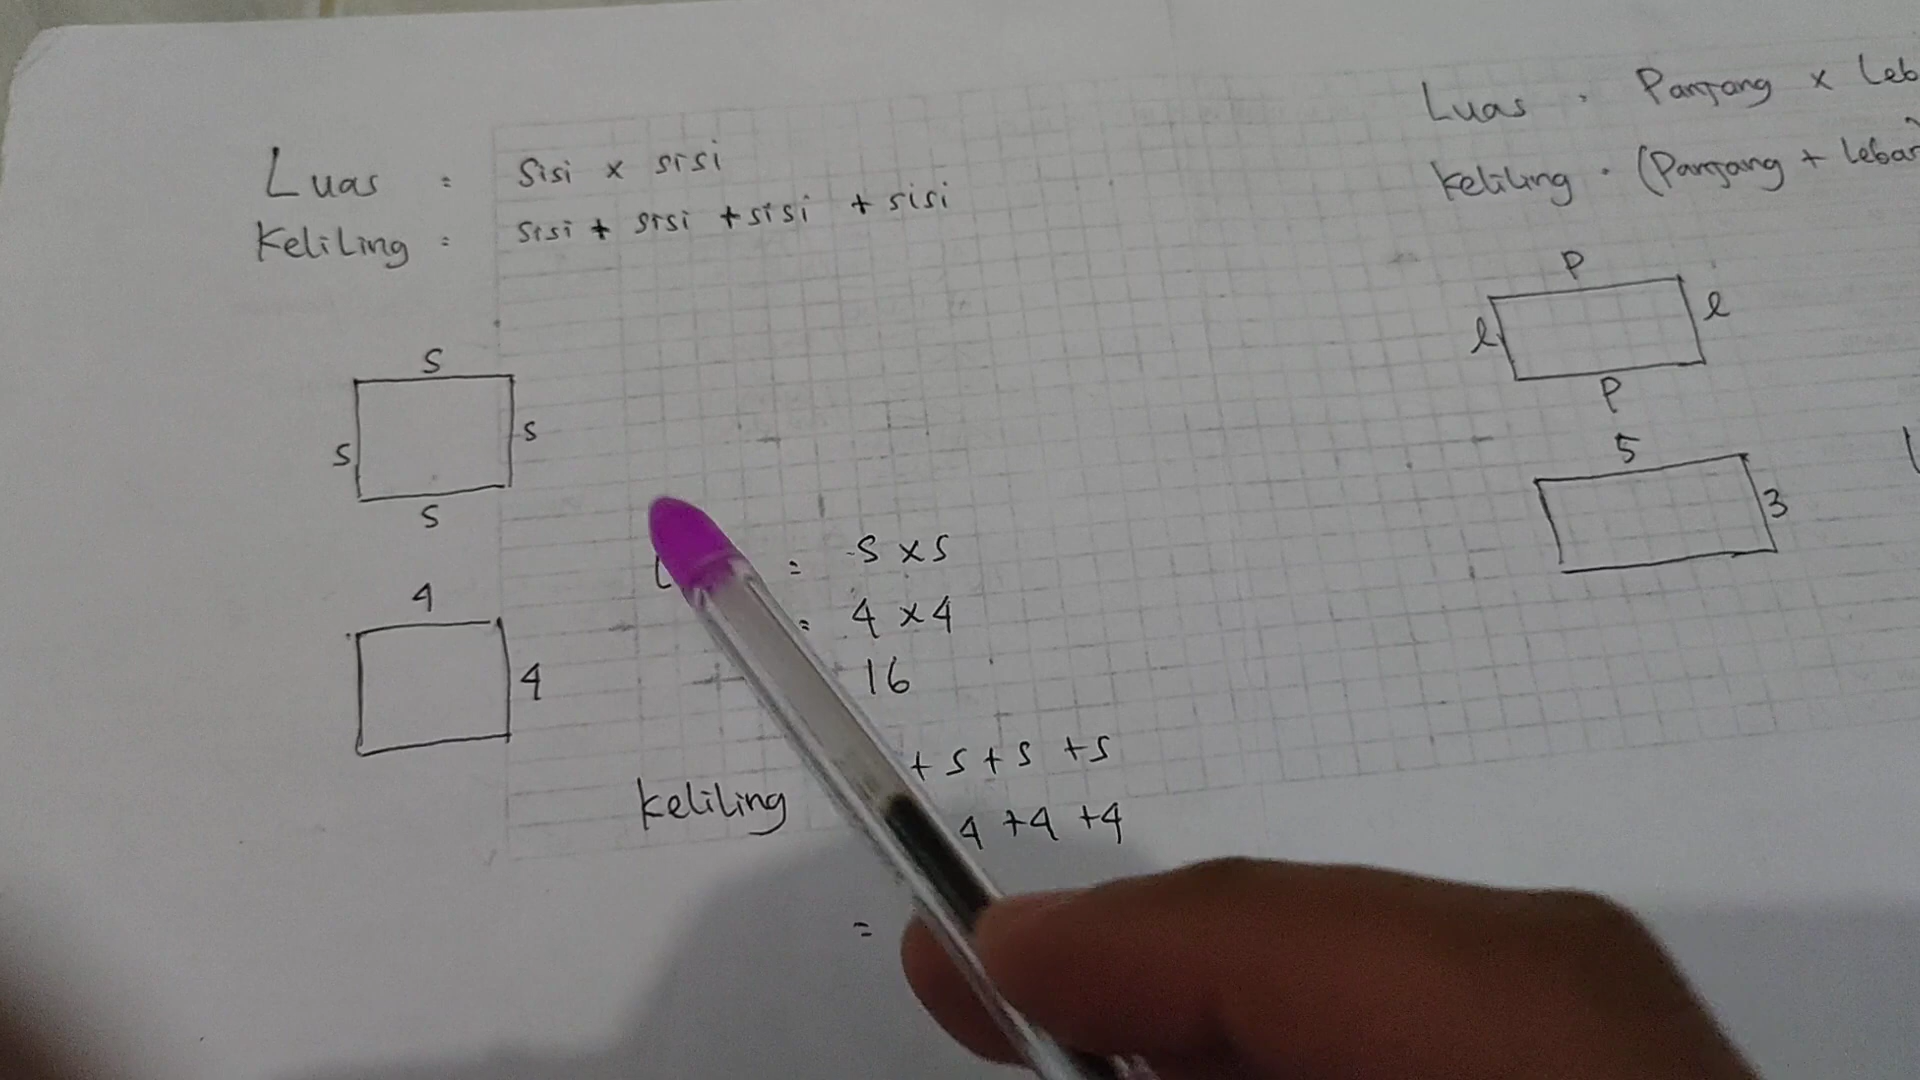 Luas = Sisi x sisi
Keliling = sisi + sisi + sisi + sisi
s
s
s
s
= s x s
4
= 4 x 4
4
16
+ s + s + s
Keliling
4 + 4 + 4
=
Luas = Panjang x
Keliling = (Panjang + lebar
P
l
l
P
5
3